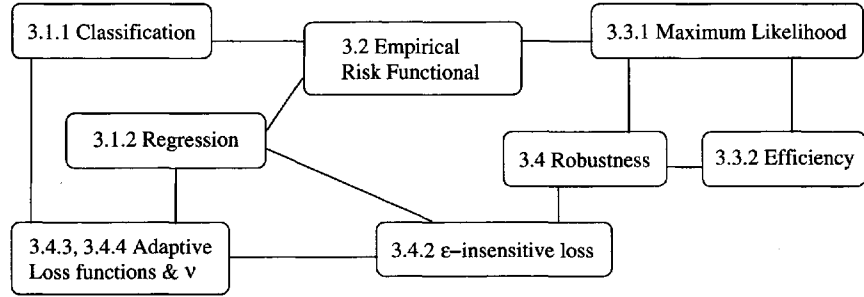 3.1.1 Classification
3.2 Empirical
Risk Functional
3.3.1 Maximum Likelihood
3.1.2 Regression
3.4 Robustness
3.3.2 Efficiency
3.4.3, 3.4.4 Adaptive
Loss functions & ν
3.4.2 ε−insensitive loss